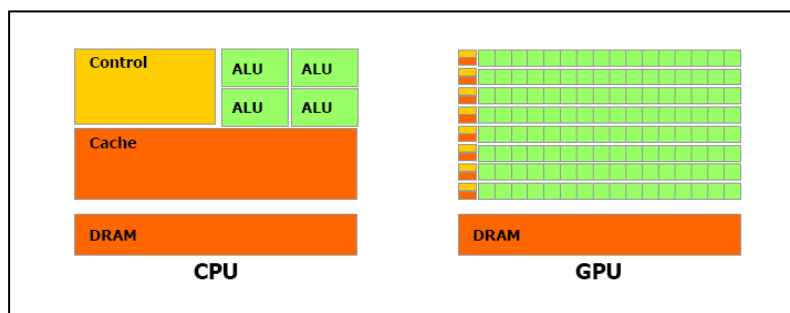 Control
ALU
ALU
ALU
ALU
Cache
DRAM
CPU
DRAM
GPU